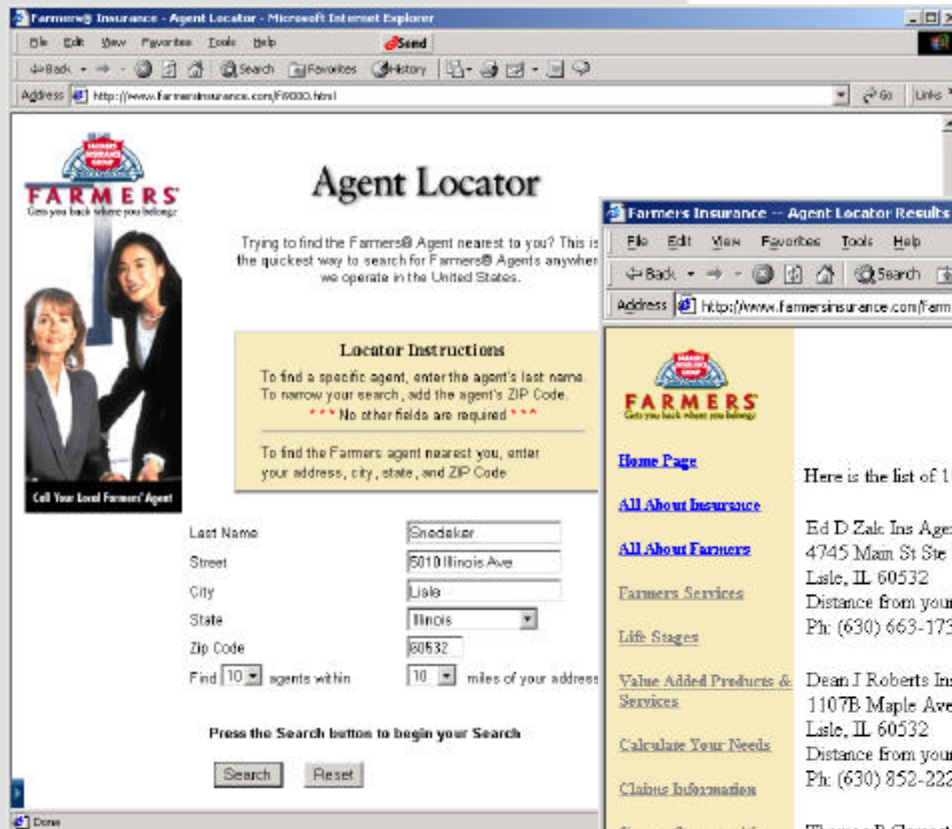 Farmers® Insurance - Agent Locator - Microsoft Internet Explorer
File Edit View Favorites Tools Help Send
Back Search Favorites History
Address http://www.farmersinsurance.com/FI9000.html Go Links
FARMERS INSURANCE GROUP
FARMERS®
Gets you back where you belong®
Call Your Local Farmers' Agent
Agent Locator
Trying to find the Farmers® Agent nearest to you? This is
the quickest way to search for Farmers® Agents anywher
we operate in the United States.
Locator Instructions
To find a specific agent, enter the agent's last name.
To narrow your search, add the agent's ZIP Code.
* * * No other fields are required * * *
To find the Farmers agent nearest you, enter
your address, city, state, and ZIP Code
Last Name Snedeker
Street 5010 Illinois Ave
City Lisle
State Illinois
Zip Code 60532
Find 10 agents within 10 miles of your address
Press the Search button to begin your Search
Search Reset
Done
Farmers Insurance -- Agent Locator Results
File Edit View Favorites Tools Help
Back Search
Address http://www.farmersinsurance.com/Farm
FARMERS INSURANCE GROUP
FARMERS®
Gets you back where you belong®
Home Page
All About Insurance
All About Farmers
Farmers Services
Life Stages
Value Added Products &
Services
Calculate Your Needs
Claims Information
Here is the list of 1
Ed D Zak Ins Age
4745 Main St Ste
Lisle, IL 60532
Distance from your
Ph: (630) 663-173
Dean J Roberts Ins
1107B Maple Ave
Lisle, IL 60532
Distance from your
Ph: (630) 852-222